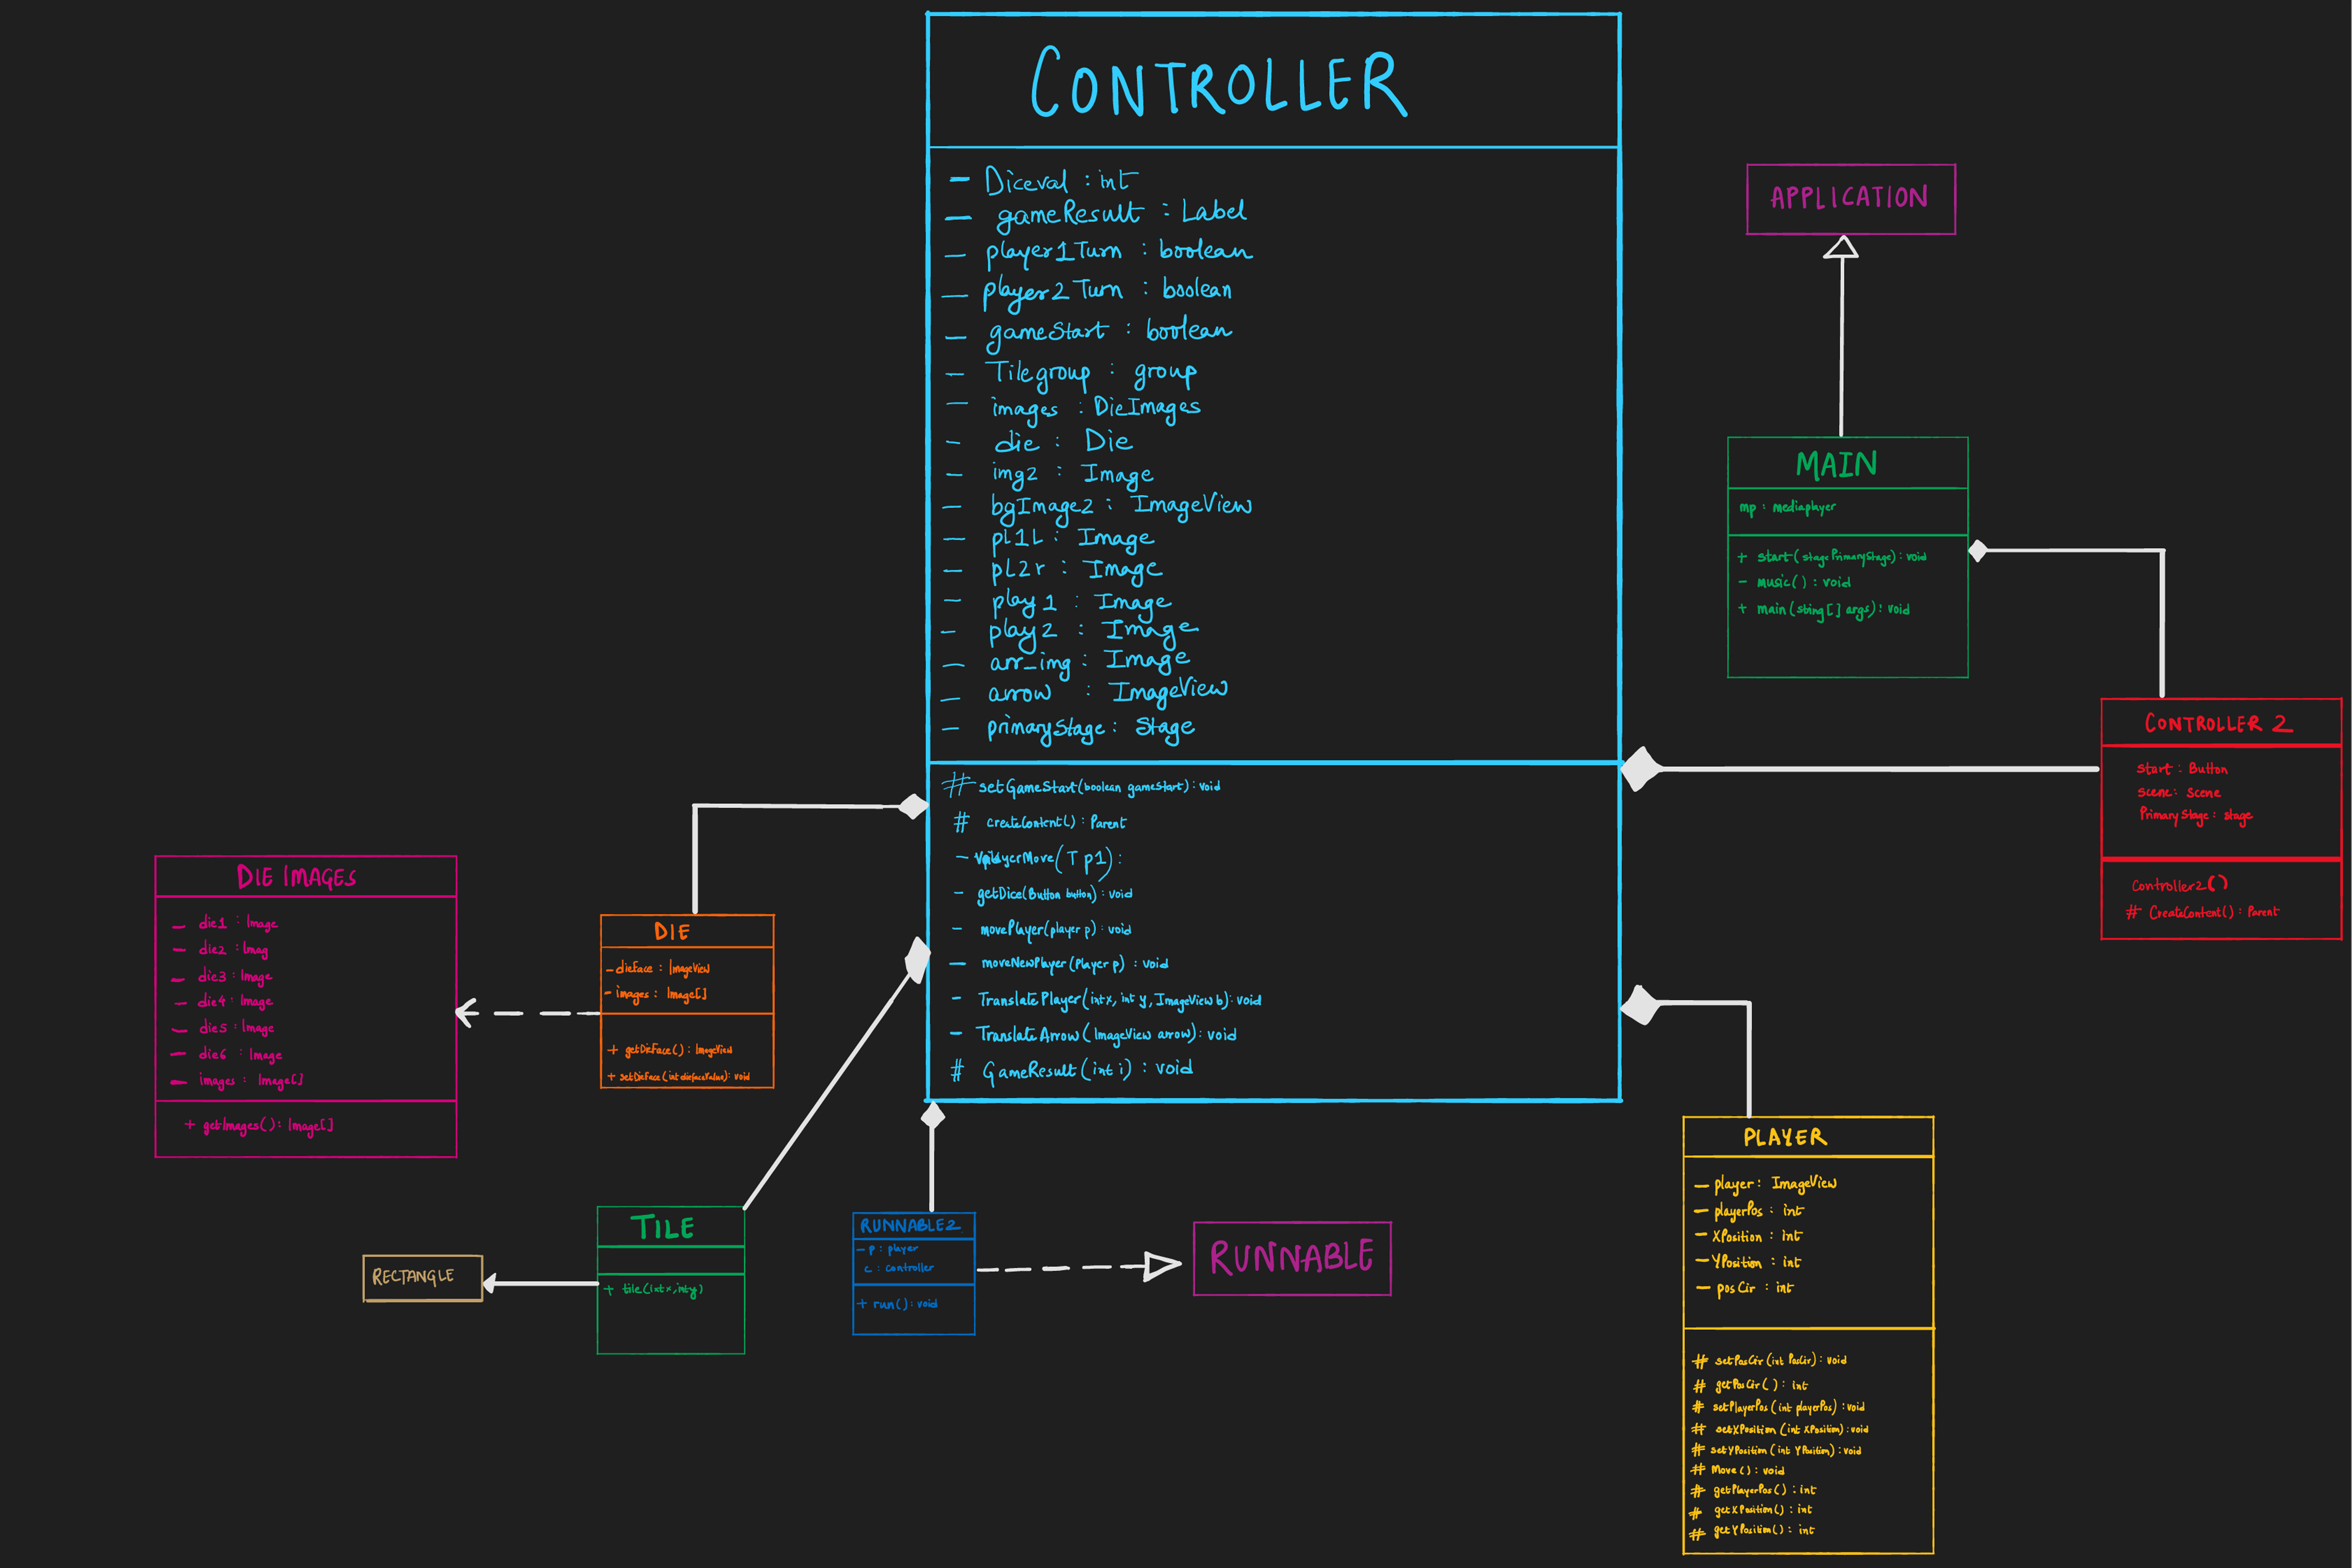 CONTROLLER
— Diceval : int
— gameResult : Label
— player1Turn : boolean
— player2Turn : boolean
— gameStart : boolean
— Tilegroup : group
— images : DieImages
- die : Die
— img2 : Image
— bgImage2 : ImageView
— pL1L : Image
— pL2r : Image
— play1 : Image
— play2 : Image
— arr_img : Image
— arrow : ImageView
— primaryStage : Stage
# setGameStart(boolean gameStart) : void
# createContent() : Parent
- (T p1) :
- getDice(Button button) : void
- movePlayer(player p) : void
— moveNewPlayer(Player p) : void
- TranslatePlayer(int x, int y, ImageView b) : void
- TranslateArrow(ImageView arrow) : void
# GameResult(int i) : void
APPLICATION
MAIN
mp : mediaplayer
+ start(stage PrimaryStage) : void
- music() : void
+ main(string[] args) : void
CONTROLLER 2
start : Button
scene : Scene
PrimaryStage : stage
Controller2()
# CreateContent() : Parent
DIE IMAGES
— die1 : Image
— die2 : Imag
— die3 : Image
— die4 : Image
— die5 : Image
— die6 : Image
— images : Image[]
+ getImages() : Image[]
DIE
- dieface : ImageView
- images : Image[]
+ getDieFace() : ImageView
+ setDieFace(int diefaceValue) : void
TILE
+ tile(int x, int y)
RECTANGLE
RUNNABLE2
- p : player
c : controller
+ run() : void
RUNNABLE
PLAYER
— player : ImageView
— playerPos : int
— XPosition : int
— YPosition : int
— posCir : int
# setPosCir(int PosCir) : void
# getPosCir() : int
# setPlayerPos(int playerPos) : void
# setXPosition(int XPosition) : void
# setYPosition(int YPosition) : void
# Move() : void
# getPlayerPos() : int
# getXPosition() : int
# getYPosition() : int